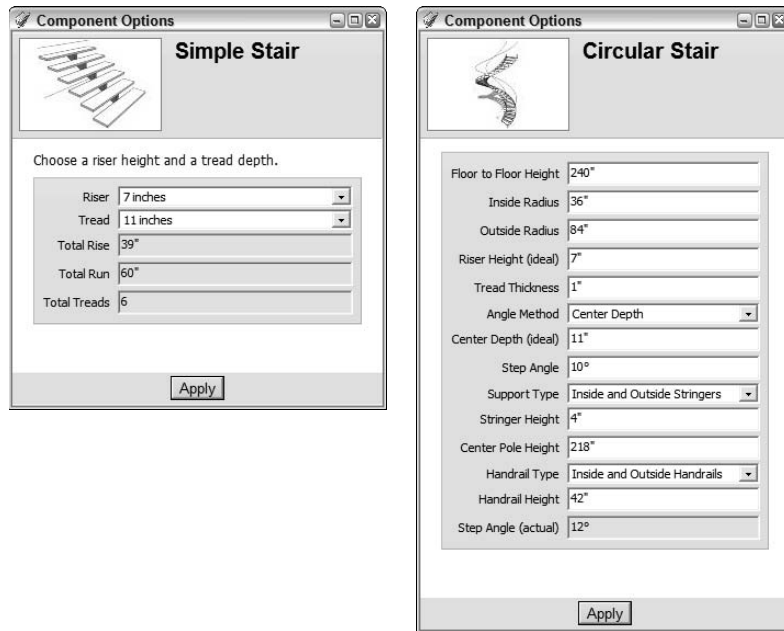 Component Options
Simple Stair
Choose a riser height and a tread depth.
Riser 7 inches
Tread 11 inches
Total Rise 39"
Total Run 60"
Total Treads 6
Apply
Component Options
Circular Stair
Floor to Floor Height 240"
Inside Radius 36"
Outside Radius 84"
Riser Height (ideal) 7"
Tread Thickness 1"
Angle Method Center Depth
Center Depth (ideal) 11"
Step Angle 10°
Support Type Inside and Outside Stringers
Stringer Height 4"
Center Pole Height 218"
Handrail Type Inside and Outside Handrails
Handrail Height 42"
Step Angle (actual) 12°
Apply